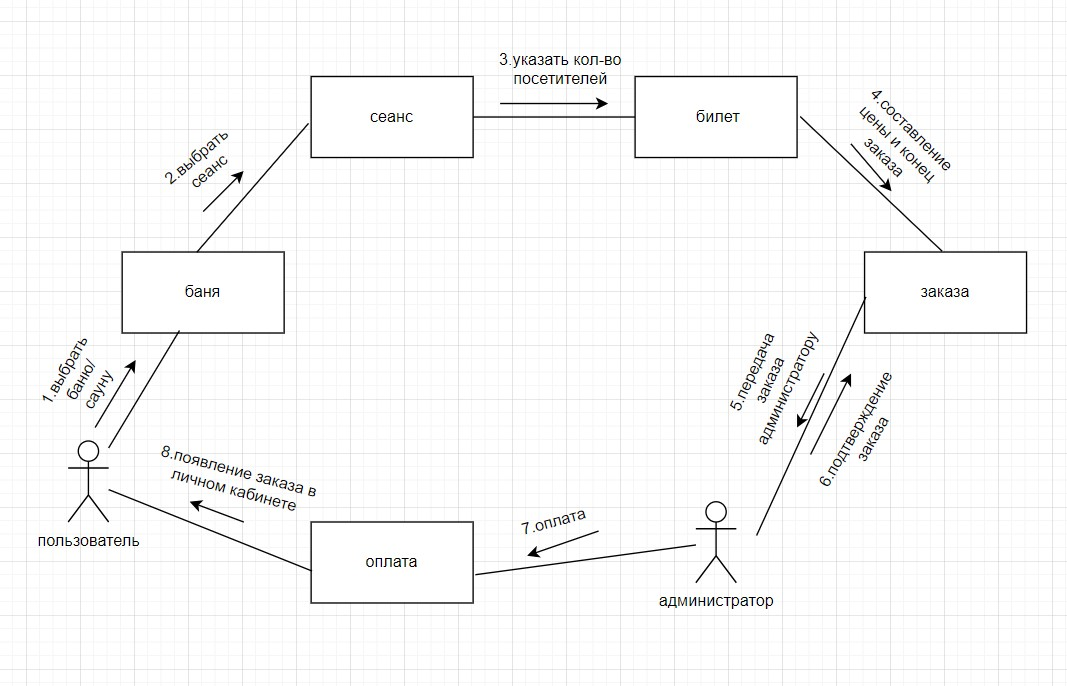 3.указать кол-во
посетителей
сеанс
билет
4.составление
цены и конец
заказа
2.выбрать
сеанс
баня
заказа
1.выбрать
баню/
сауну
5.передача
заказа
администратору
6.подтверждение
заказа
8.появление заказа в
личном кабинете
7.оплата
пользователь
оплата
администратор